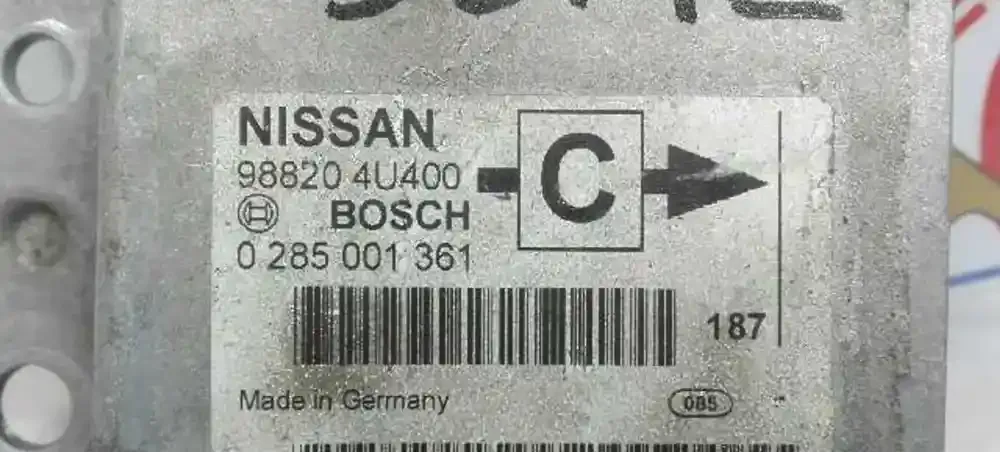 NISSAN
98820 4U400
C
BOSCH
0 285 001 361
187
Made in Germany
085